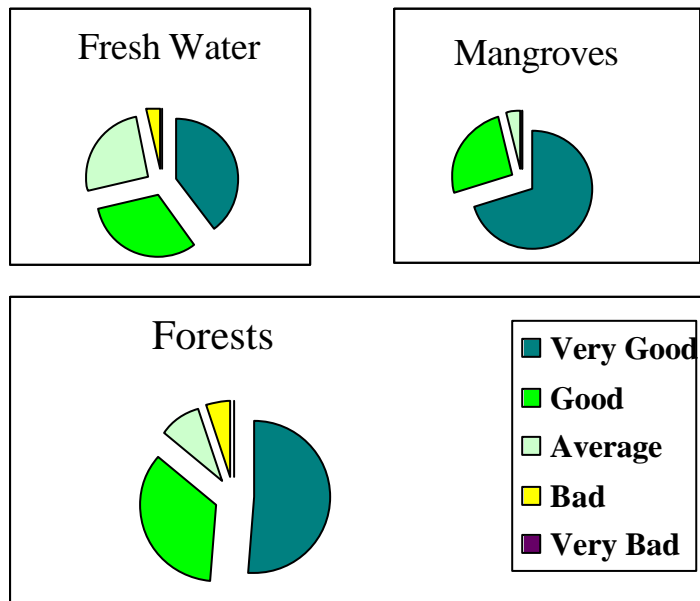 Fresh Water
Mangroves
Forests
Very Good
Good
Average
Bad
Very Bad